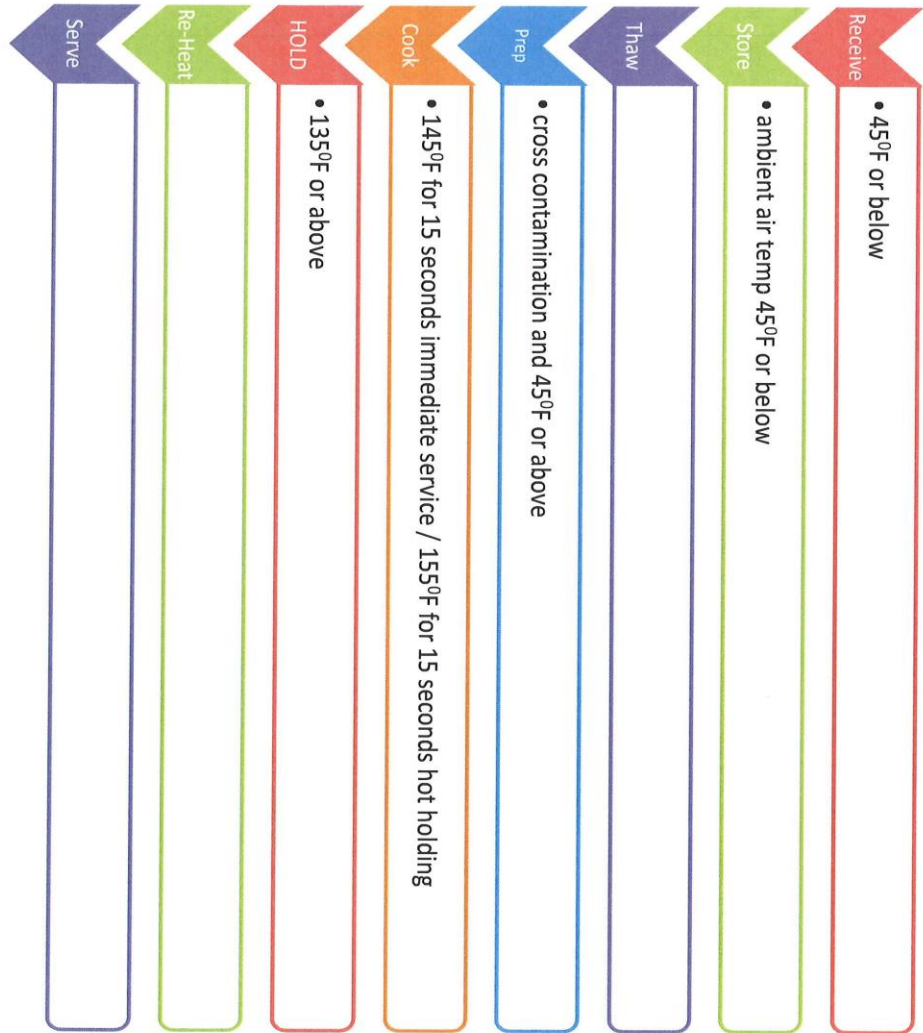 Receive
• 45⁰F or below
Store
• ambient air temp 45⁰F or below
Thaw
Prep
• cross contamination and 45⁰F or above
Cook
• 145⁰F for 15 seconds immediate service / 155⁰F for 15 seconds hot holding
HOLD
• 135⁰F or above
Re-Heat
Serve